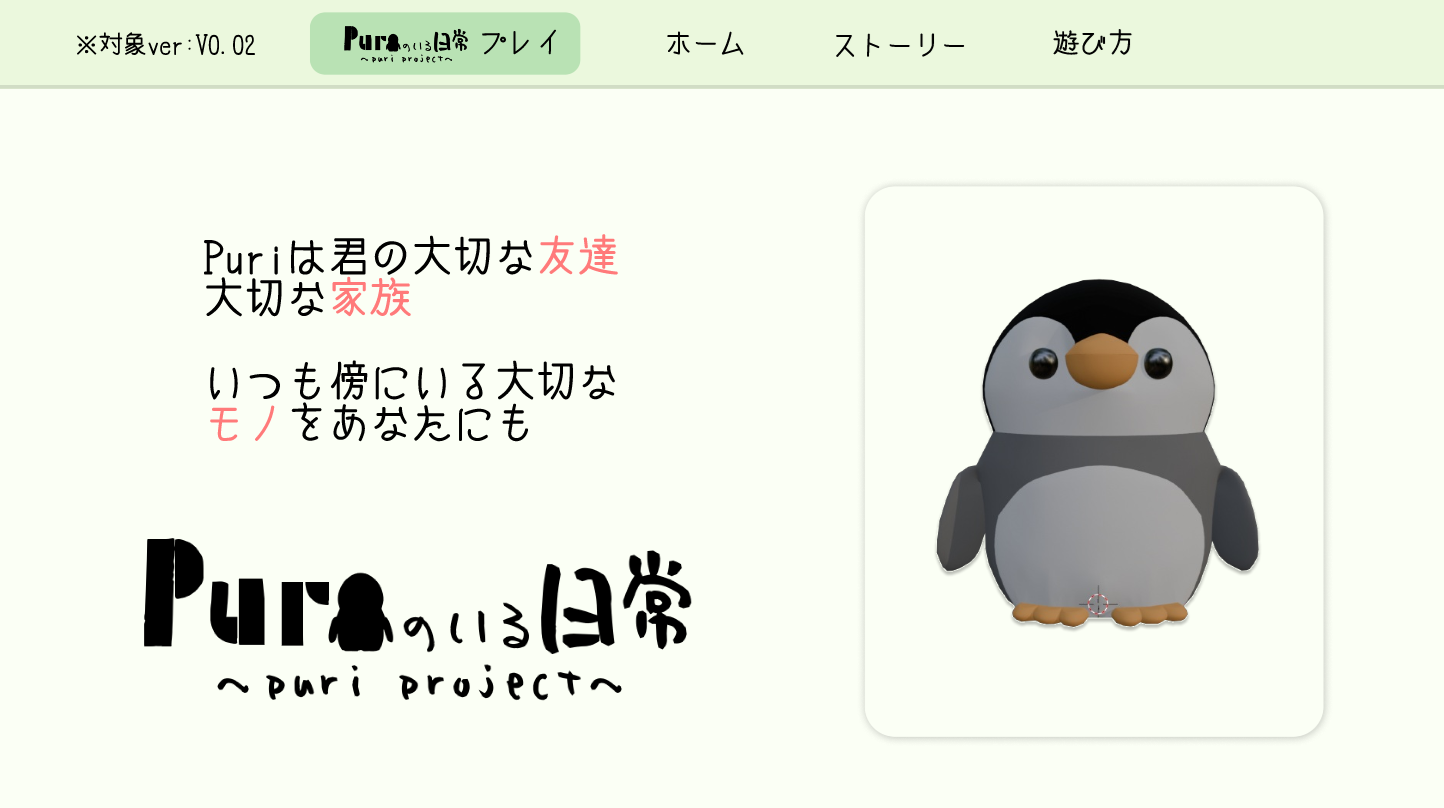 ※対象ver:V0.02
Puriのいる日常 プレイ
~puri project~
ホーム
ストーリー
遊び方
Puriは君の大切な友達
大切な家族
いつも傍にいる大切な
モノをあなたにも
Puriのいる日常
~puri project~